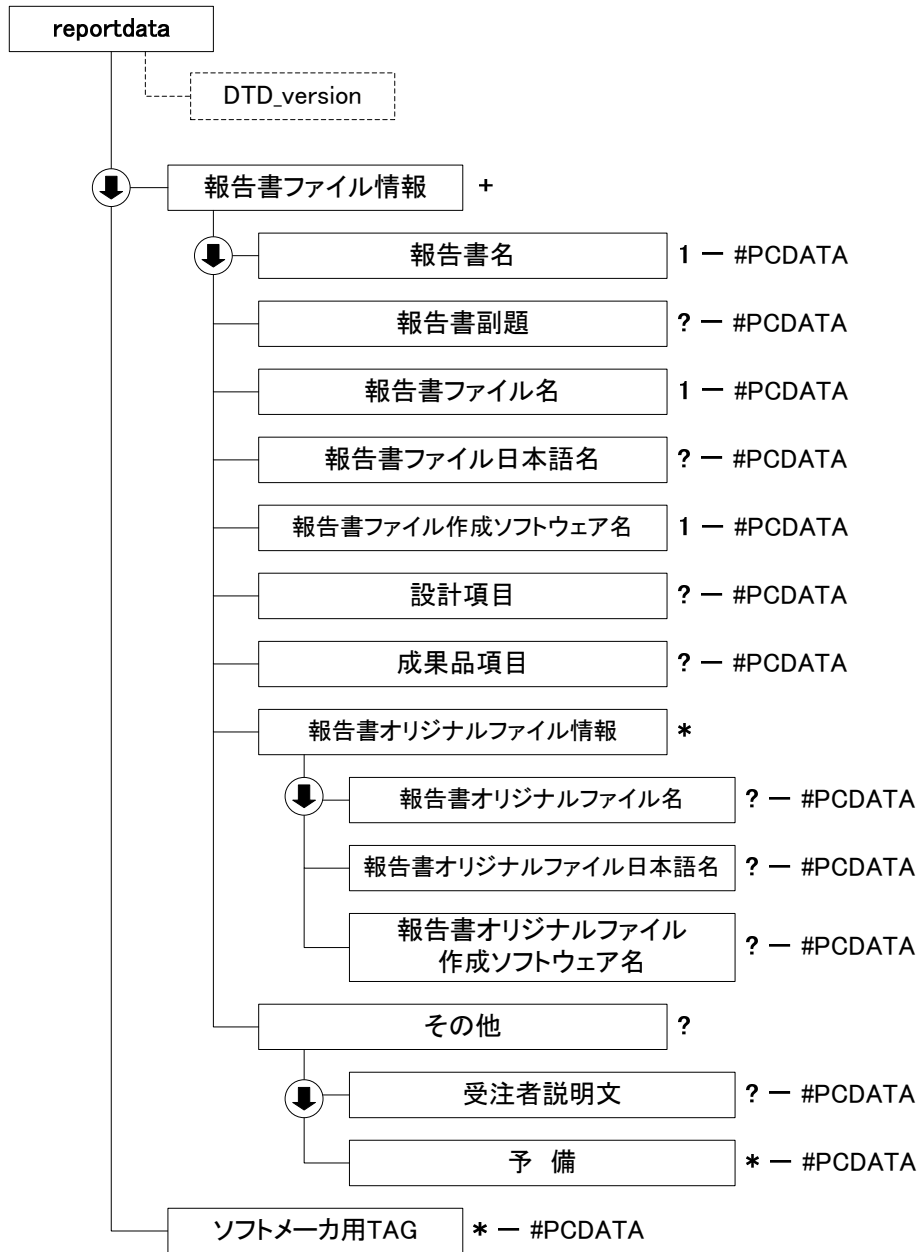 reportdata
DTD_version
報告書ファイル情報 +
報告書名 1 ー #PCDATA
報告書副題 ? ー #PCDATA
報告書ファイル名 1 ー #PCDATA
報告書ファイル日本語名 ? ー #PCDATA
報告書ファイル作成ソフトウェア名 1 ー #PCDATA
設計項目 ? ー #PCDATA
成果品項目 ? ー #PCDATA
報告書オリジナルファイル情報 *
報告書オリジナルファイル名 ? ー #PCDATA
報告書オリジナルファイル日本語名 ? ー #PCDATA
報告書オリジナルファイル
作成ソフトウェア名 ? ー #PCDATA
その他 ?
受注者説明文 ? ー #PCDATA
予 備 * ー #PCDATA
ソフトメーカ用TAG * ー #PCDATA